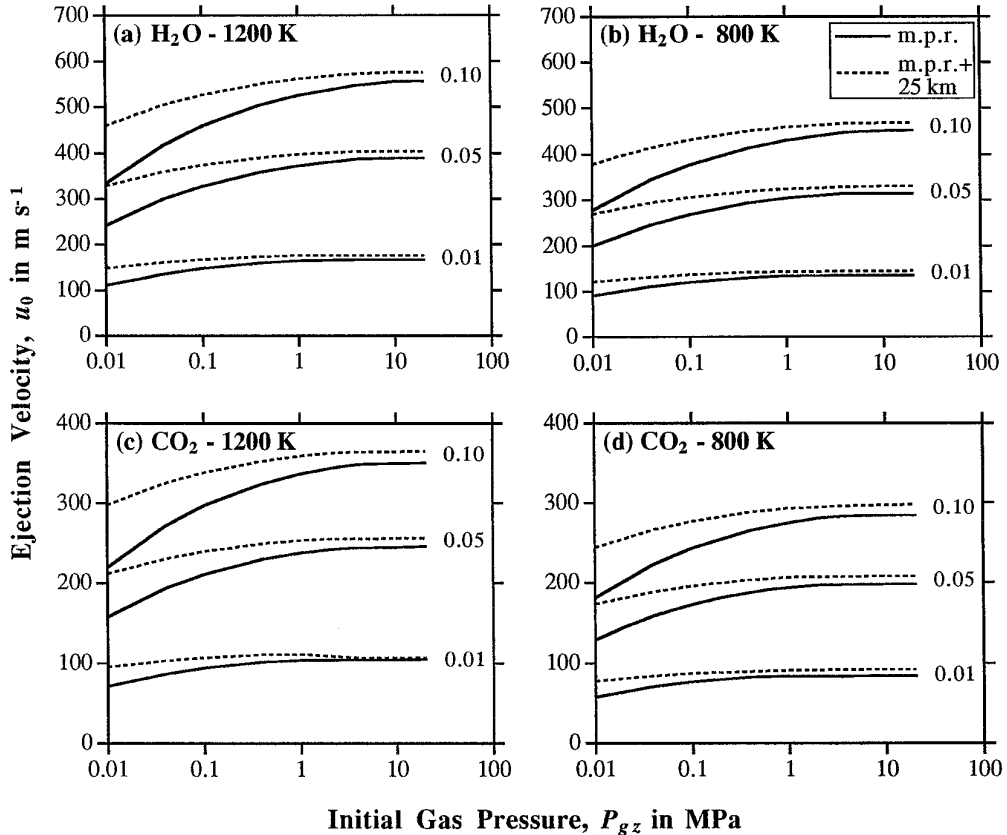 (a) H₂O - 1200 K
(b) H₂O - 800 K
m.p.r.
m.p.r.+
25 km
700
600
500
400
300
200
100
0
0.10
0.05
0.01
0.01 0.1 1 10 100
700
600
500
400
300
200
100
0
0.10
0.05
0.01
0.01 0.1 1 10 100
(c) CO₂ - 1200 K
400
300
200
100
0
0.10
0.05
0.01
0.01 0.1 1 10 100
(d) CO₂ - 800 K
400
300
200
100
0
0.10
0.05
0.01
0.01 0.1 1 10 100
Ejection Velocity, u₀ in m s⁻¹
Initial Gas Pressure, P_gz in MPa